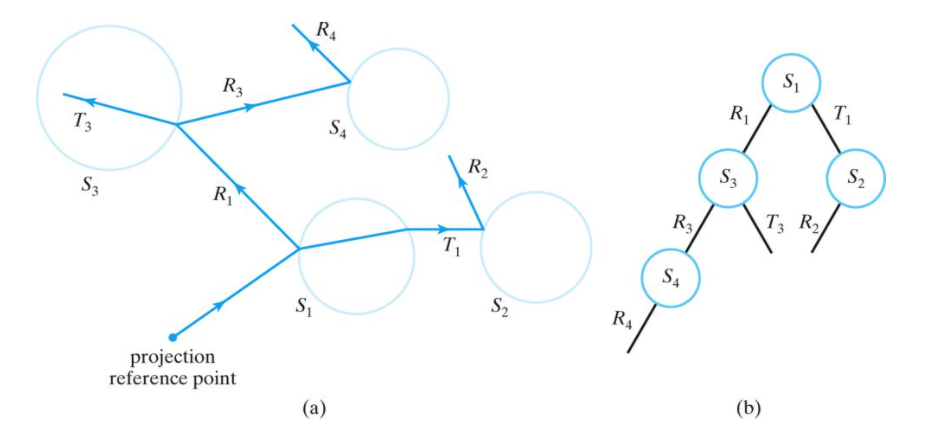 R4
R3
T3
S4
S3
R1
R2
T1
S1
S2
projection
reference point
(a)
S1
R1
T1
S3
S2
R3
T3
R2
S4
R4
(b)